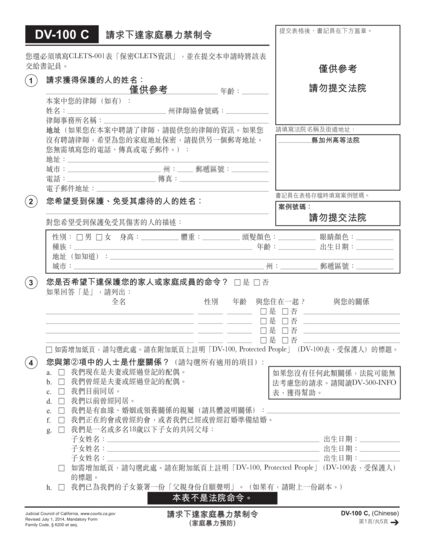 DV-100 C 請求下達家庭暴力禁制令
提交表格後，書記員在下方蓋章。
您還必須填寫CLETS-001表「保密CLETS資訊」，並在提交本申請時將該表
交給書記員。
僅供參考
請勿提交法院
1 請求獲得保護的人的姓名：
僅供參考 年齡：
本案中您的律師（如有）：
姓名： 州律師協會號碼：
律師事務所名稱：
地址（如果您在本案中聘請了律師，請提供您的律師的資訊。如果您
沒有聘請律師，希望為您的家庭地址保密，請提供另一個郵寄地址。
您無需填寫您的電話、傳真或電子郵件。）：
地址：
城市： 州： 郵遞區號：
電話： 傳真：
電子郵件地址：
請填寫法院名稱及街道地址：
縣加州高等法院
書記員在表格存檔時填寫案例號碼。
案例號碼：
請勿提交法院
2 您希望受到保護、免受其虐待的人的姓名：
對您希望受到保護免受其傷害的人的描述：
性別： □ 男 □ 女 身高： 體重： 頭髮顏色： 眼睛顏色：
種族： 年齡： 出生日期：
地址（如知道）：
城市： 州： 郵遞區號：
3 您是否希望下達保護您的家人或家庭成員的命令？ □ 是 □ 否
如果回答「是」，請列出：
全名 性別 年齡 與您住在一起？ 與您的關係
□ 是 □ 否
□ 是 □ 否
□ 是 □ 否
□ 是 □ 否
□ 如需增加紙頁，請勾選此處。請在附加紙頁上註明「DV-100, Protected People」（DV-100表，受保護人）的標題。
4 您與第②項中的人士是什麼關係？（請勾選所有適用的項目）：
a. □ 我們現在是夫妻或經過登記的配偶。
b. □ 我們曾經是夫妻或經過登記的配偶。
c. □ 我們目前同居。
d. □ 我們以前曾經同居。
如果您沒有任何此類關係，法院可能無
法考慮您的請求。請閱讀DV-500-INFO
表，獲得幫助。
e. □ 我們是有血緣、婚姻或領養關係的親屬（請具體說明關係）：
f. □ 我們正在約會或曾經約會，或者我們已經或曾經訂婚準備結婚。
g. □ 我們是一名或多名18歲以下子女的共同父母：
子女姓名： 出生日期：
子女姓名： 出生日期：
子女姓名： 出生日期：
□ 如需增加紙頁，請勾選此處。請在附加紙頁上註明「DV-100, Protected People」（DV-100表，受保護人）
的標題。
h. □ 我們已為我們的子女簽署一份「父親身份自願聲明」。（如果有，請附上一份副本。）
本表不是法院命令。
Judicial Council of California, www.courts.ca.gov
Revised July 1, 2014, Mandatory Form
Family Code, § 6200 et seq.
請求下達家庭暴力禁制令
(家庭暴力預防)
DV-100 C, (Chinese)
第1頁/共5頁